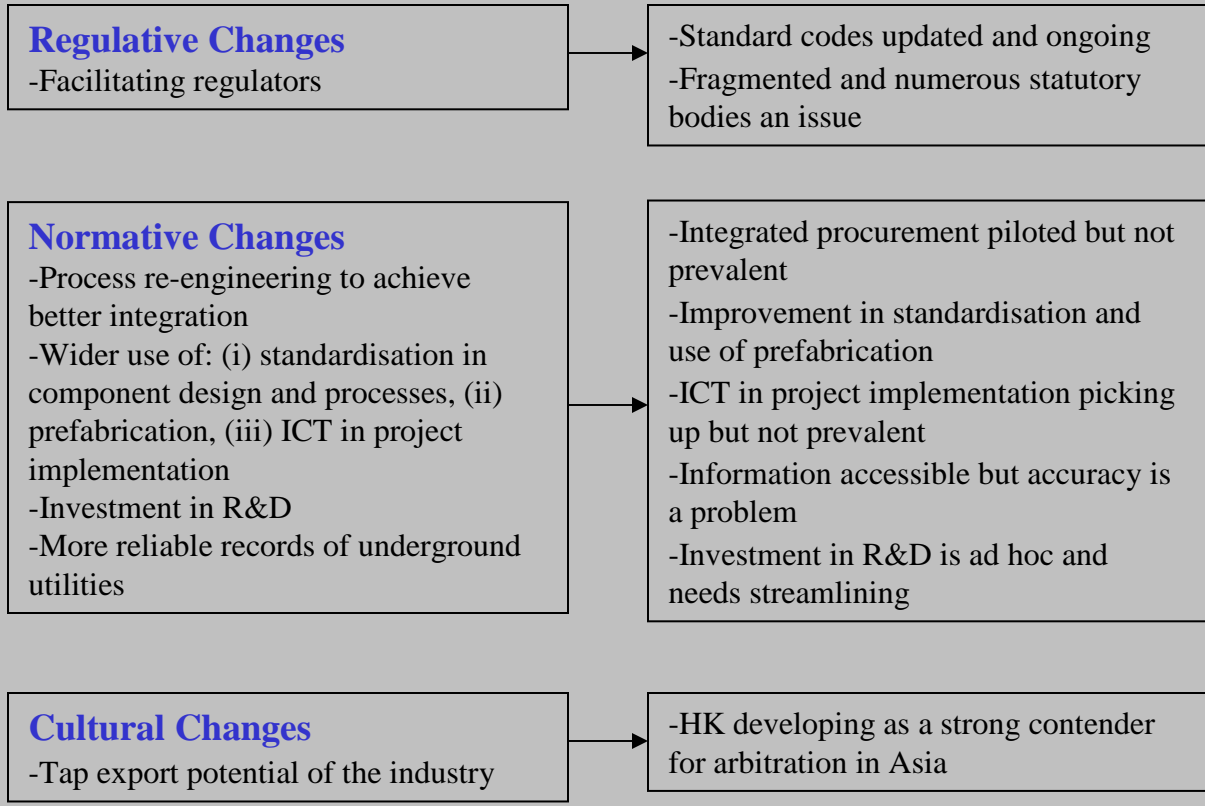 Regulative Changes
-Facilitating regulators
-Standard codes updated and ongoing
-Fragmented and numerous statutory
bodies an issue
Normative Changes
-Process re-engineering to achieve
better integration
-Wider use of: (i) standardisation in
component design and processes, (ii)
prefabrication, (iii) ICT in project
implementation
-Investment in R&D
-More reliable records of underground
utilities
-Integrated procurement piloted but not
prevalent
-Improvement in standardisation and
use of prefabrication
-ICT in project implementation picking
up but not prevalent
-Information accessible but accuracy is
a problem
-Investment in R&D is ad hoc and
needs streamlining
Cultural Changes
-Tap export potential of the industry
-HK developing as a strong contender
for arbitration in Asia